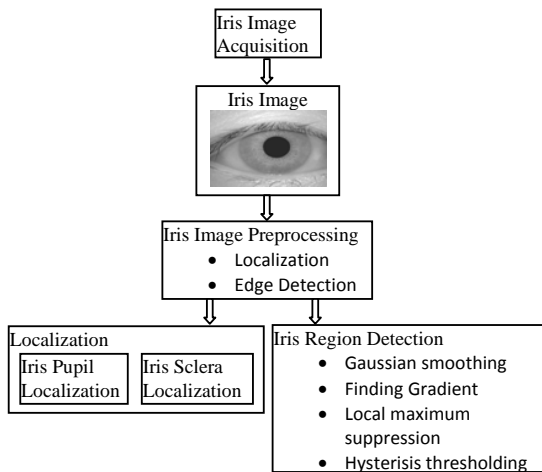 Iris Image
Acquisition
Iris Image
Iris Image Preprocessing
• Localization
• Edge Detection
Localization
Iris Pupil
Localization
Iris Sclera
Localization
Iris Region Detection
• Gaussian smoothing
• Finding Gradient
• Local maximum
suppression
• Hysterisis thresholding